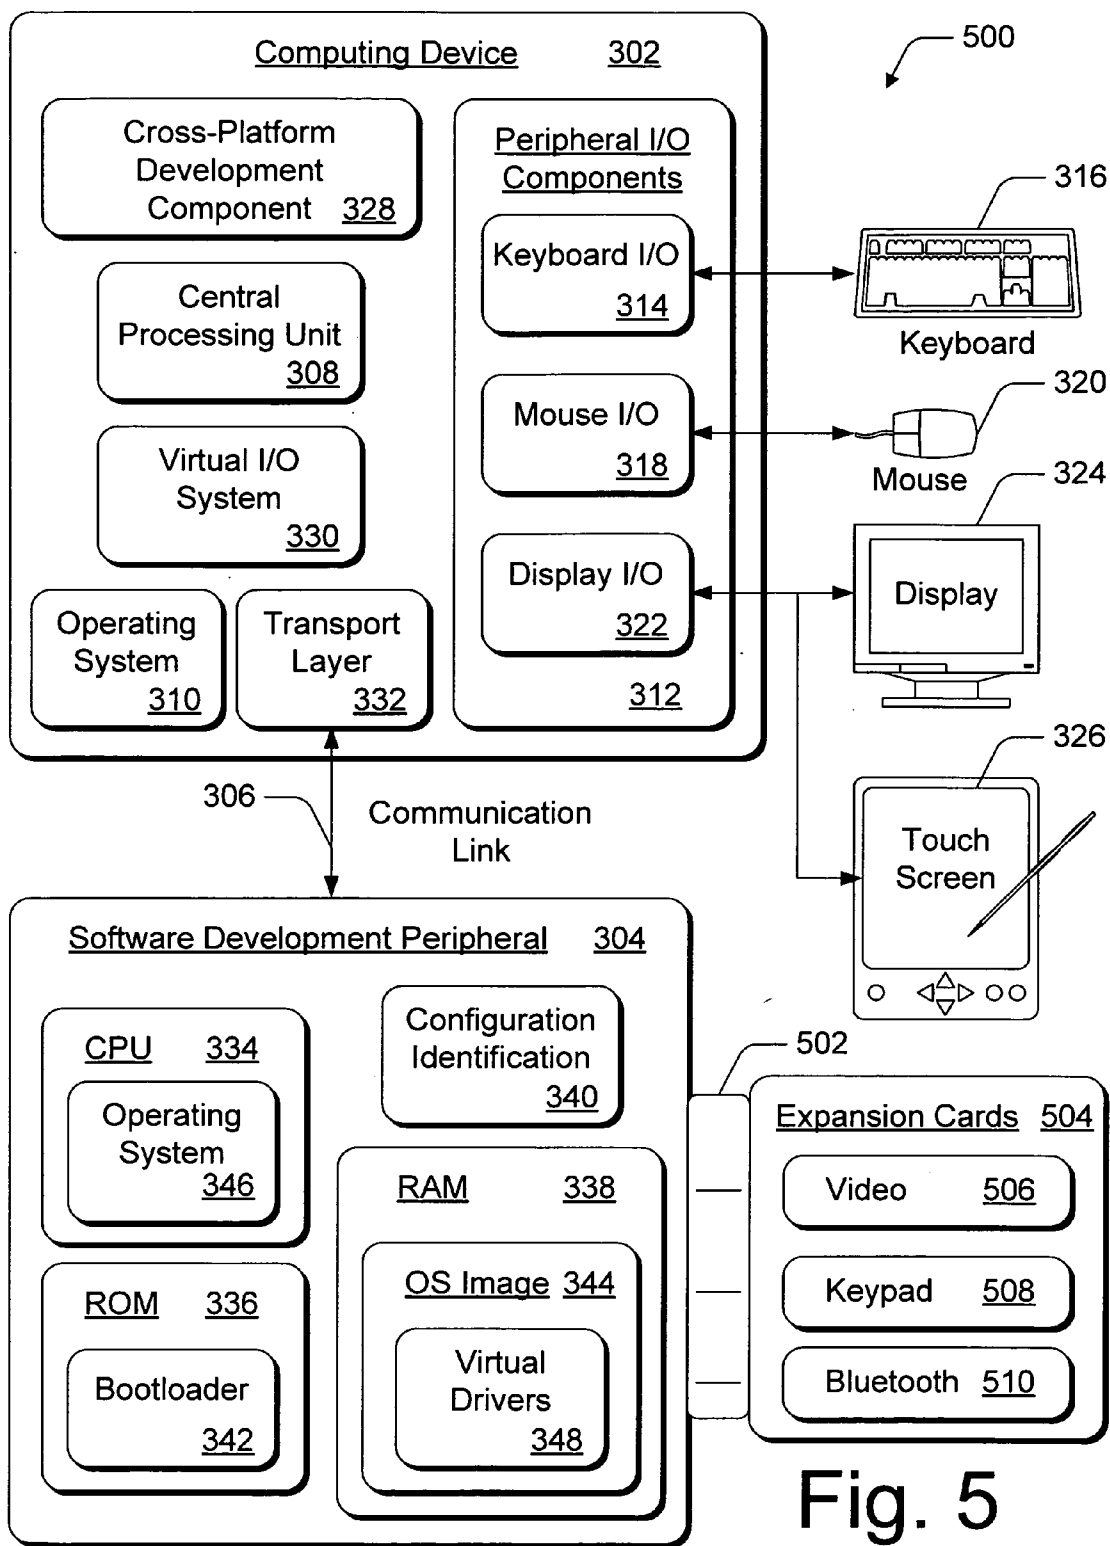 Computing Device 302
500
Cross-Platform
Development
Component 328
Peripheral I/O
Components
316
Keyboard I/O
314
Keyboard
Central
Processing Unit
308
Mouse I/O
318
320
Mouse
Virtual I/O
System
330
324
Display I/O
322
Display
Operating
System
310
Transport
Layer
332
312
326
306
Communication
Link
Touch
Screen
Software Development Peripheral 304
Configuration
Identification
340
502
CPU 334
Operating
System
346
Expansion Cards 504
RAM 338
Video 506
ROM 336
OS Image 344
Keypad 508
Bootloader
342
Virtual
Drivers
348
Bluetooth 510
Fig. 5